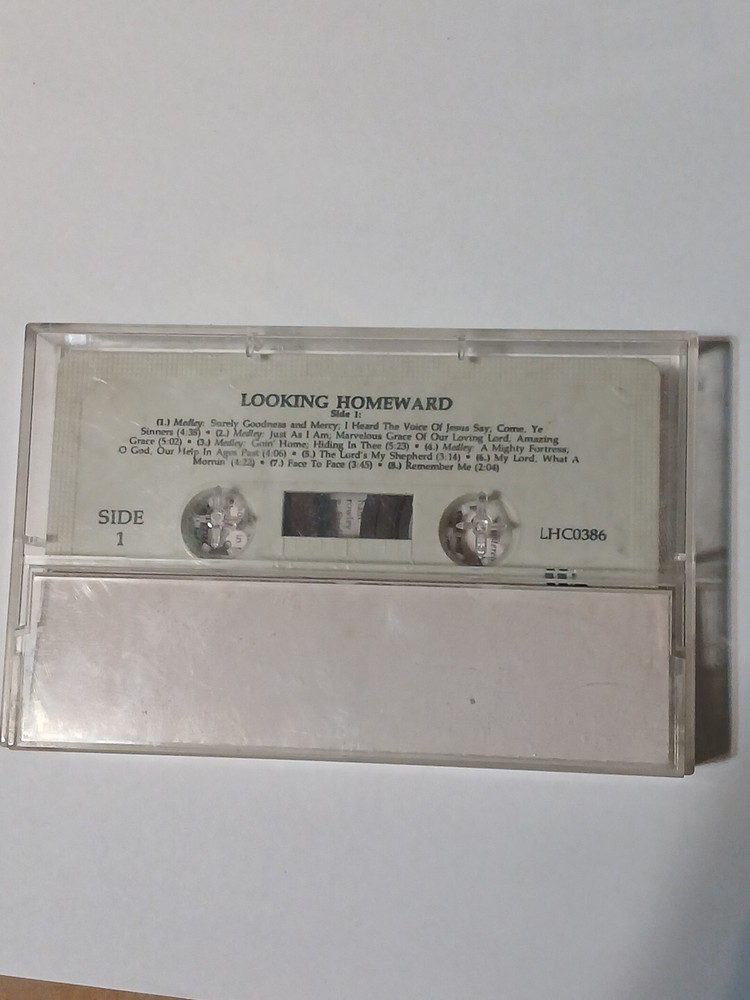 LOOKING HOMEWARD
Side 1:
(1.) Medley: Surely Goodness and Mercy; I Heard The Voice Of Jesus Say; Come, Ye
Sinners (4:38) • (2.) Medley: Just As I Am; Marvelous Grace Of Our Loving Lord, Amazing
Grace (5:02) • (3.) Medley: Goin' Home; Hiding In Thee (5:23) • (4.) Medley: A Mighty Fortress,
O God, Our Help In Ages Past (4:06) • (5.) The Lord's My Shepherd (3:14) • (6.) My Lord, What A
Mornin (4:22) • (7.) Face To Face (3:45) • (8.) Remember Me (2:04)
SIDE
1
LHC0386